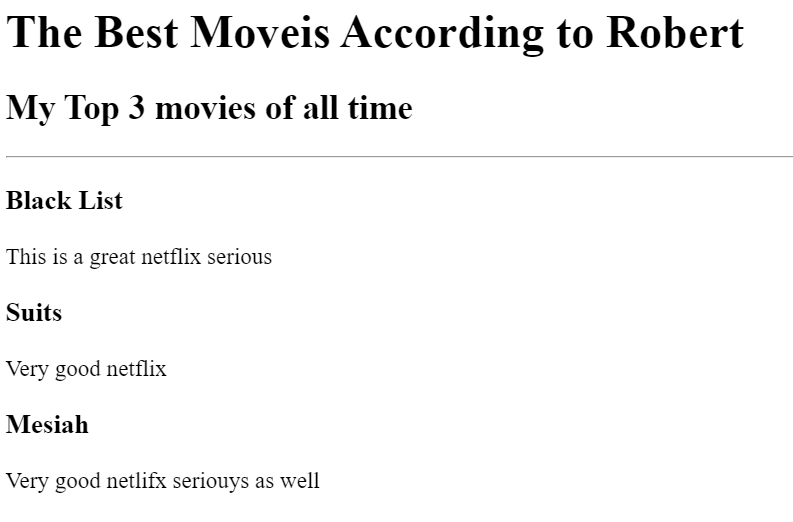 The Best Moveis According to Robert
My Top 3 movies of all time
Black List
This is a great netflix serious
Suits
Very good netflix
Mesiah
Very good netlifx seriouys as well